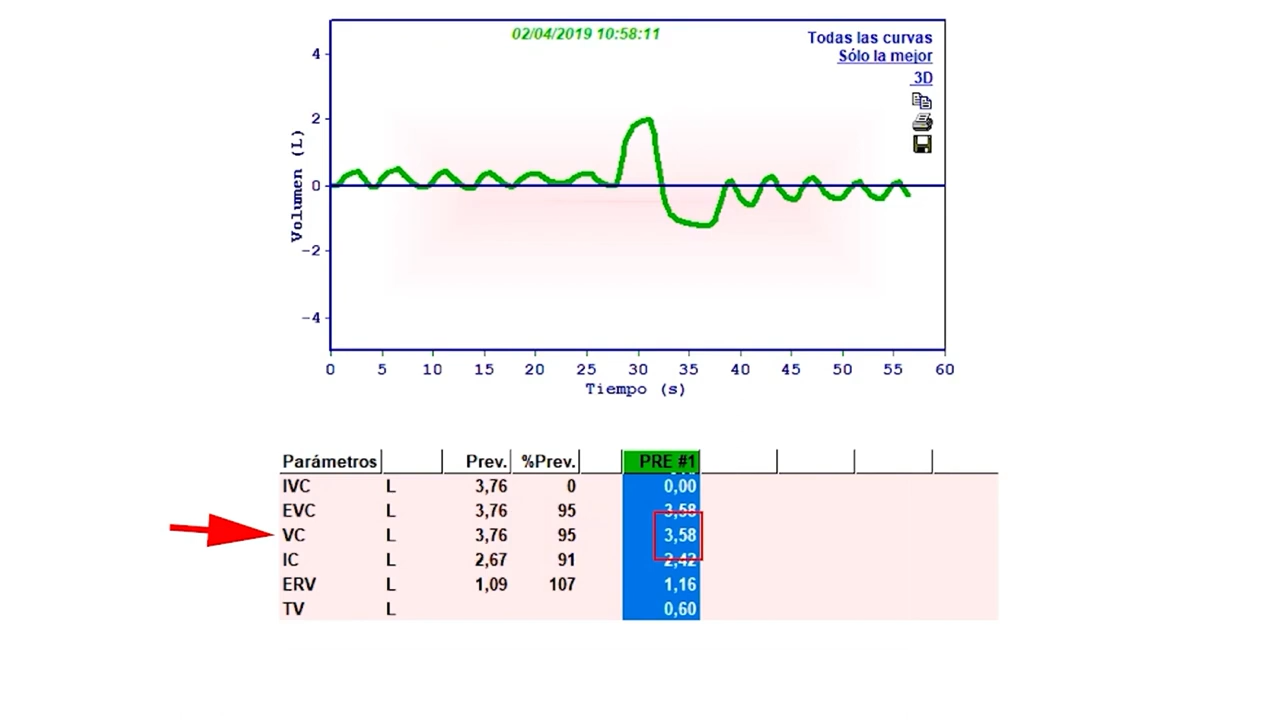 02/04/2019 10:58:11
Todas las curvas
Sólo la mejor
3D
4
2
0
-2
-4
Volumen (L)
0 5 10 15 20 25 30 35 40 45 50 55 60
Tiempo (s)
Parámetros Prev. %Prev. PRE #1
IVC L 3,76 0 0,00
EVC L 3,76 95 3,58
VC L 3,76 95 3,58
IC L 2,67 91 2,42
ERV L 1,09 107 1,16
TV L 0,60